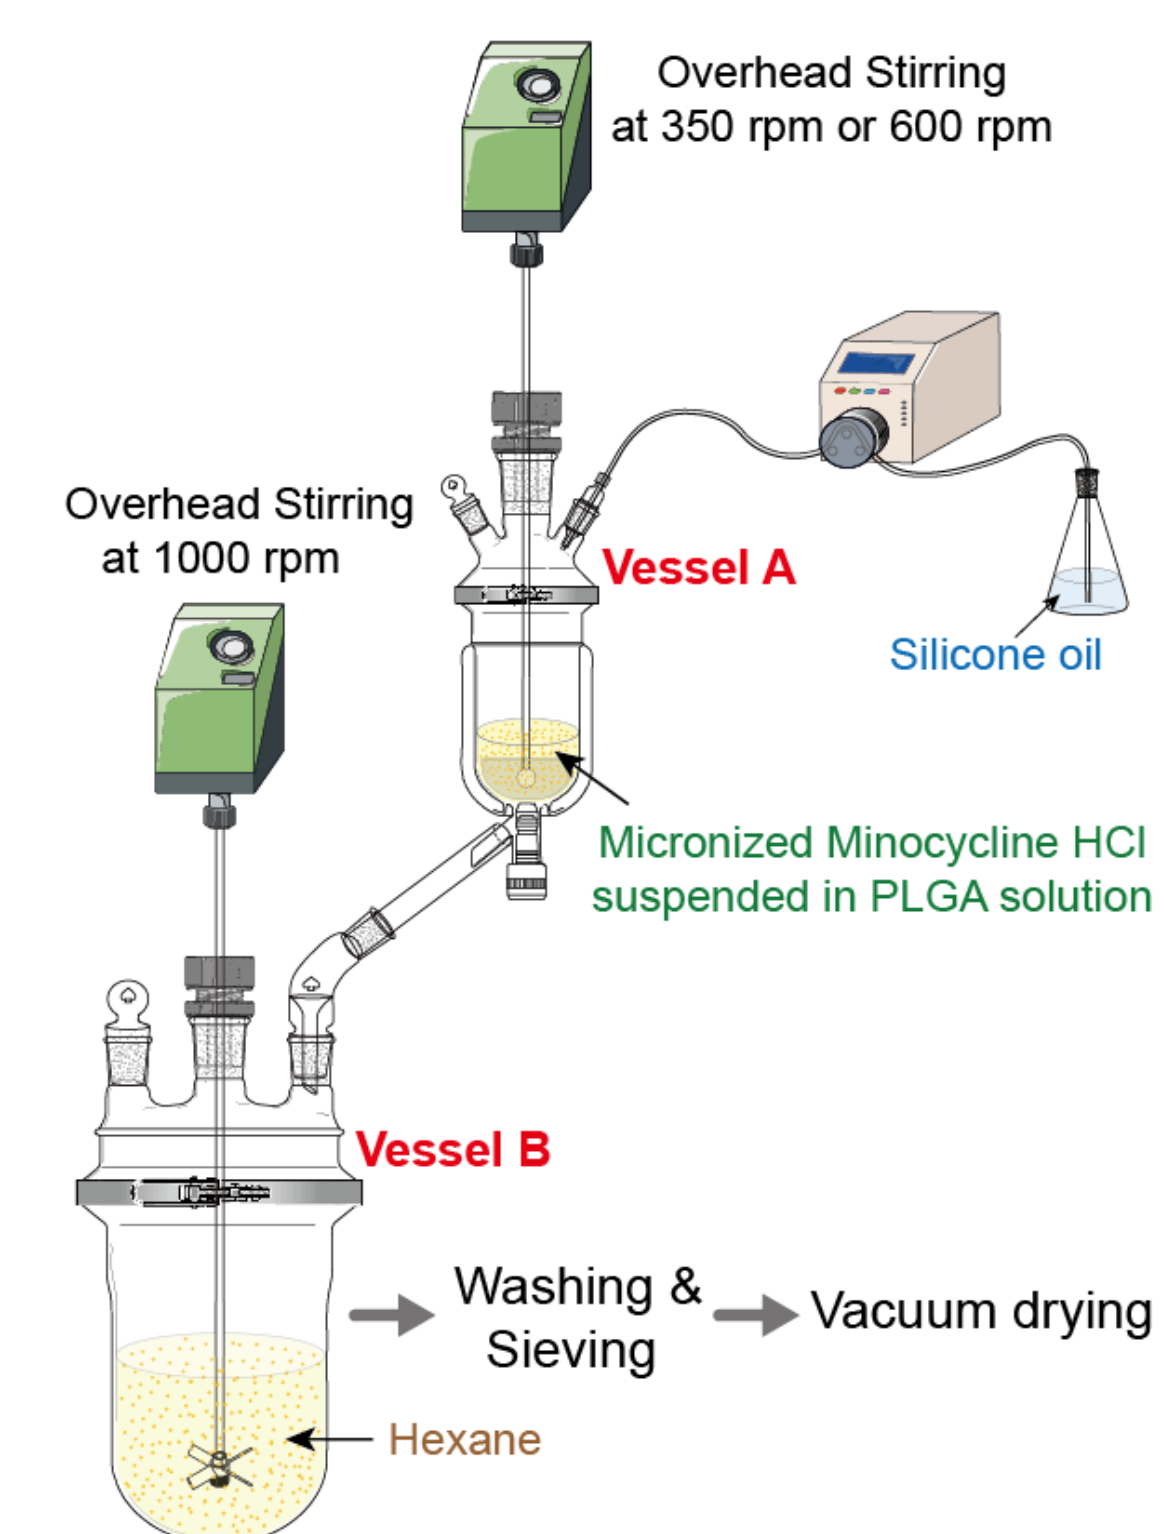 Overhead Stirring
at 350 rpm or 600 rpm
Overhead Stirring
at 1000 rpm
Vessel A
Silicone oil
Micronized Minocycline HCl
suspended in PLGA solution
Vessel B
Washing &
Sieving
Vacuum drying
Hexane